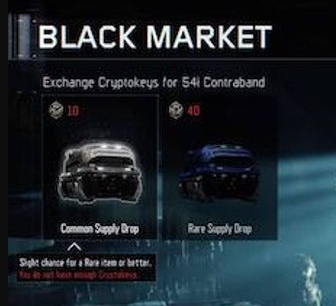 BLACK MARKET
Exchange Cryptokeys for 54i Contraband
10
40
Common Supply Drop
Rare Supply Drop
Slight chance for a Rare item or better.
You do not have enough Cryptokeys.